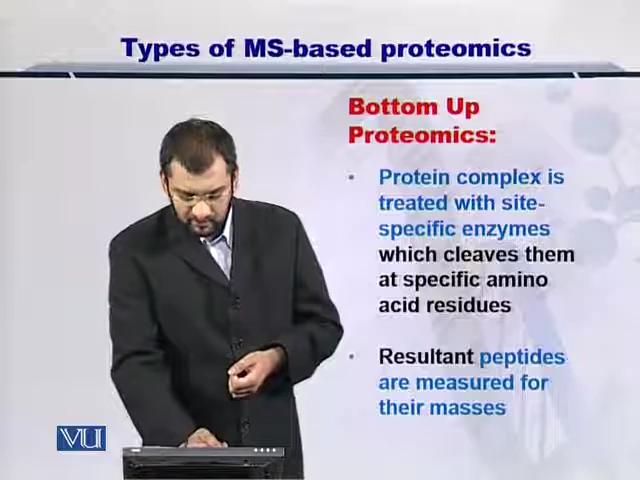 Types of MS-based proteomics
Bottom Up
Proteomics:
• Protein complex is
treated with site-
specific enzymes
which cleaves them
at specific amino
acid residues
• Resultant peptides
are measured for
their masses
VU